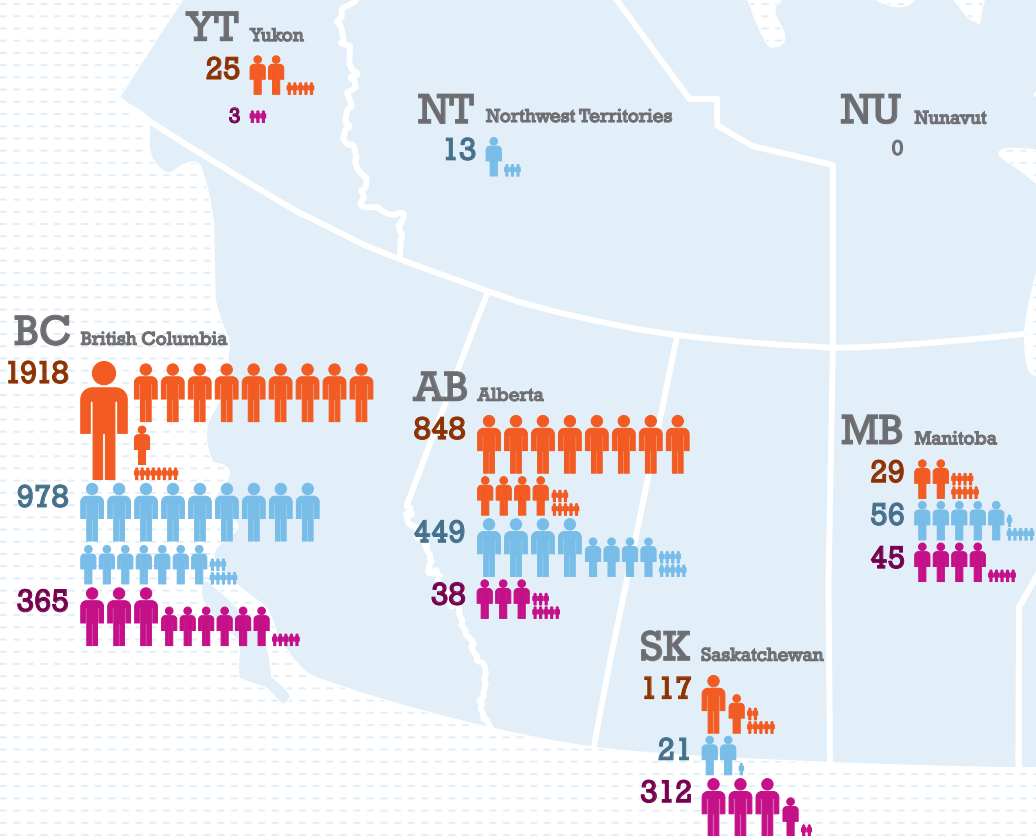 YT Yukon
25
3
NT Northwest Territories
13
NU Nunavut
0
BC British Columbia
1918
978
365
AB Alberta
848
449
38
MB Manitoba
29
56
45
SK Saskatchewan
117
21
312